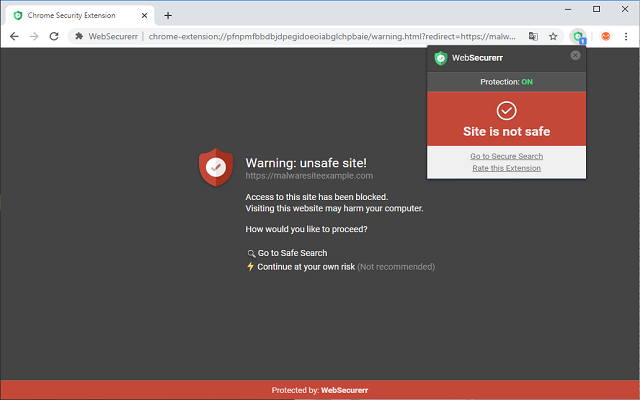 Chrome Security Extension
WebSecurerr
chrome-extension://pfnpmfbbdbjdpegidoeoiabglchpbaie/warning.html?redirect=https://malw...
WebSecurerr
Protection: ON
Site is not safe
Go to Secure Search
Rate this Extension
Warning: unsafe site!
https://malwaresiteexample.com
Access to this site has been blocked.
Visiting this website may harm your computer.
How would you like to proceed?
Go to Safe Search
Continue at your own risk (Not recommended)
Protected by: WebSecurerr